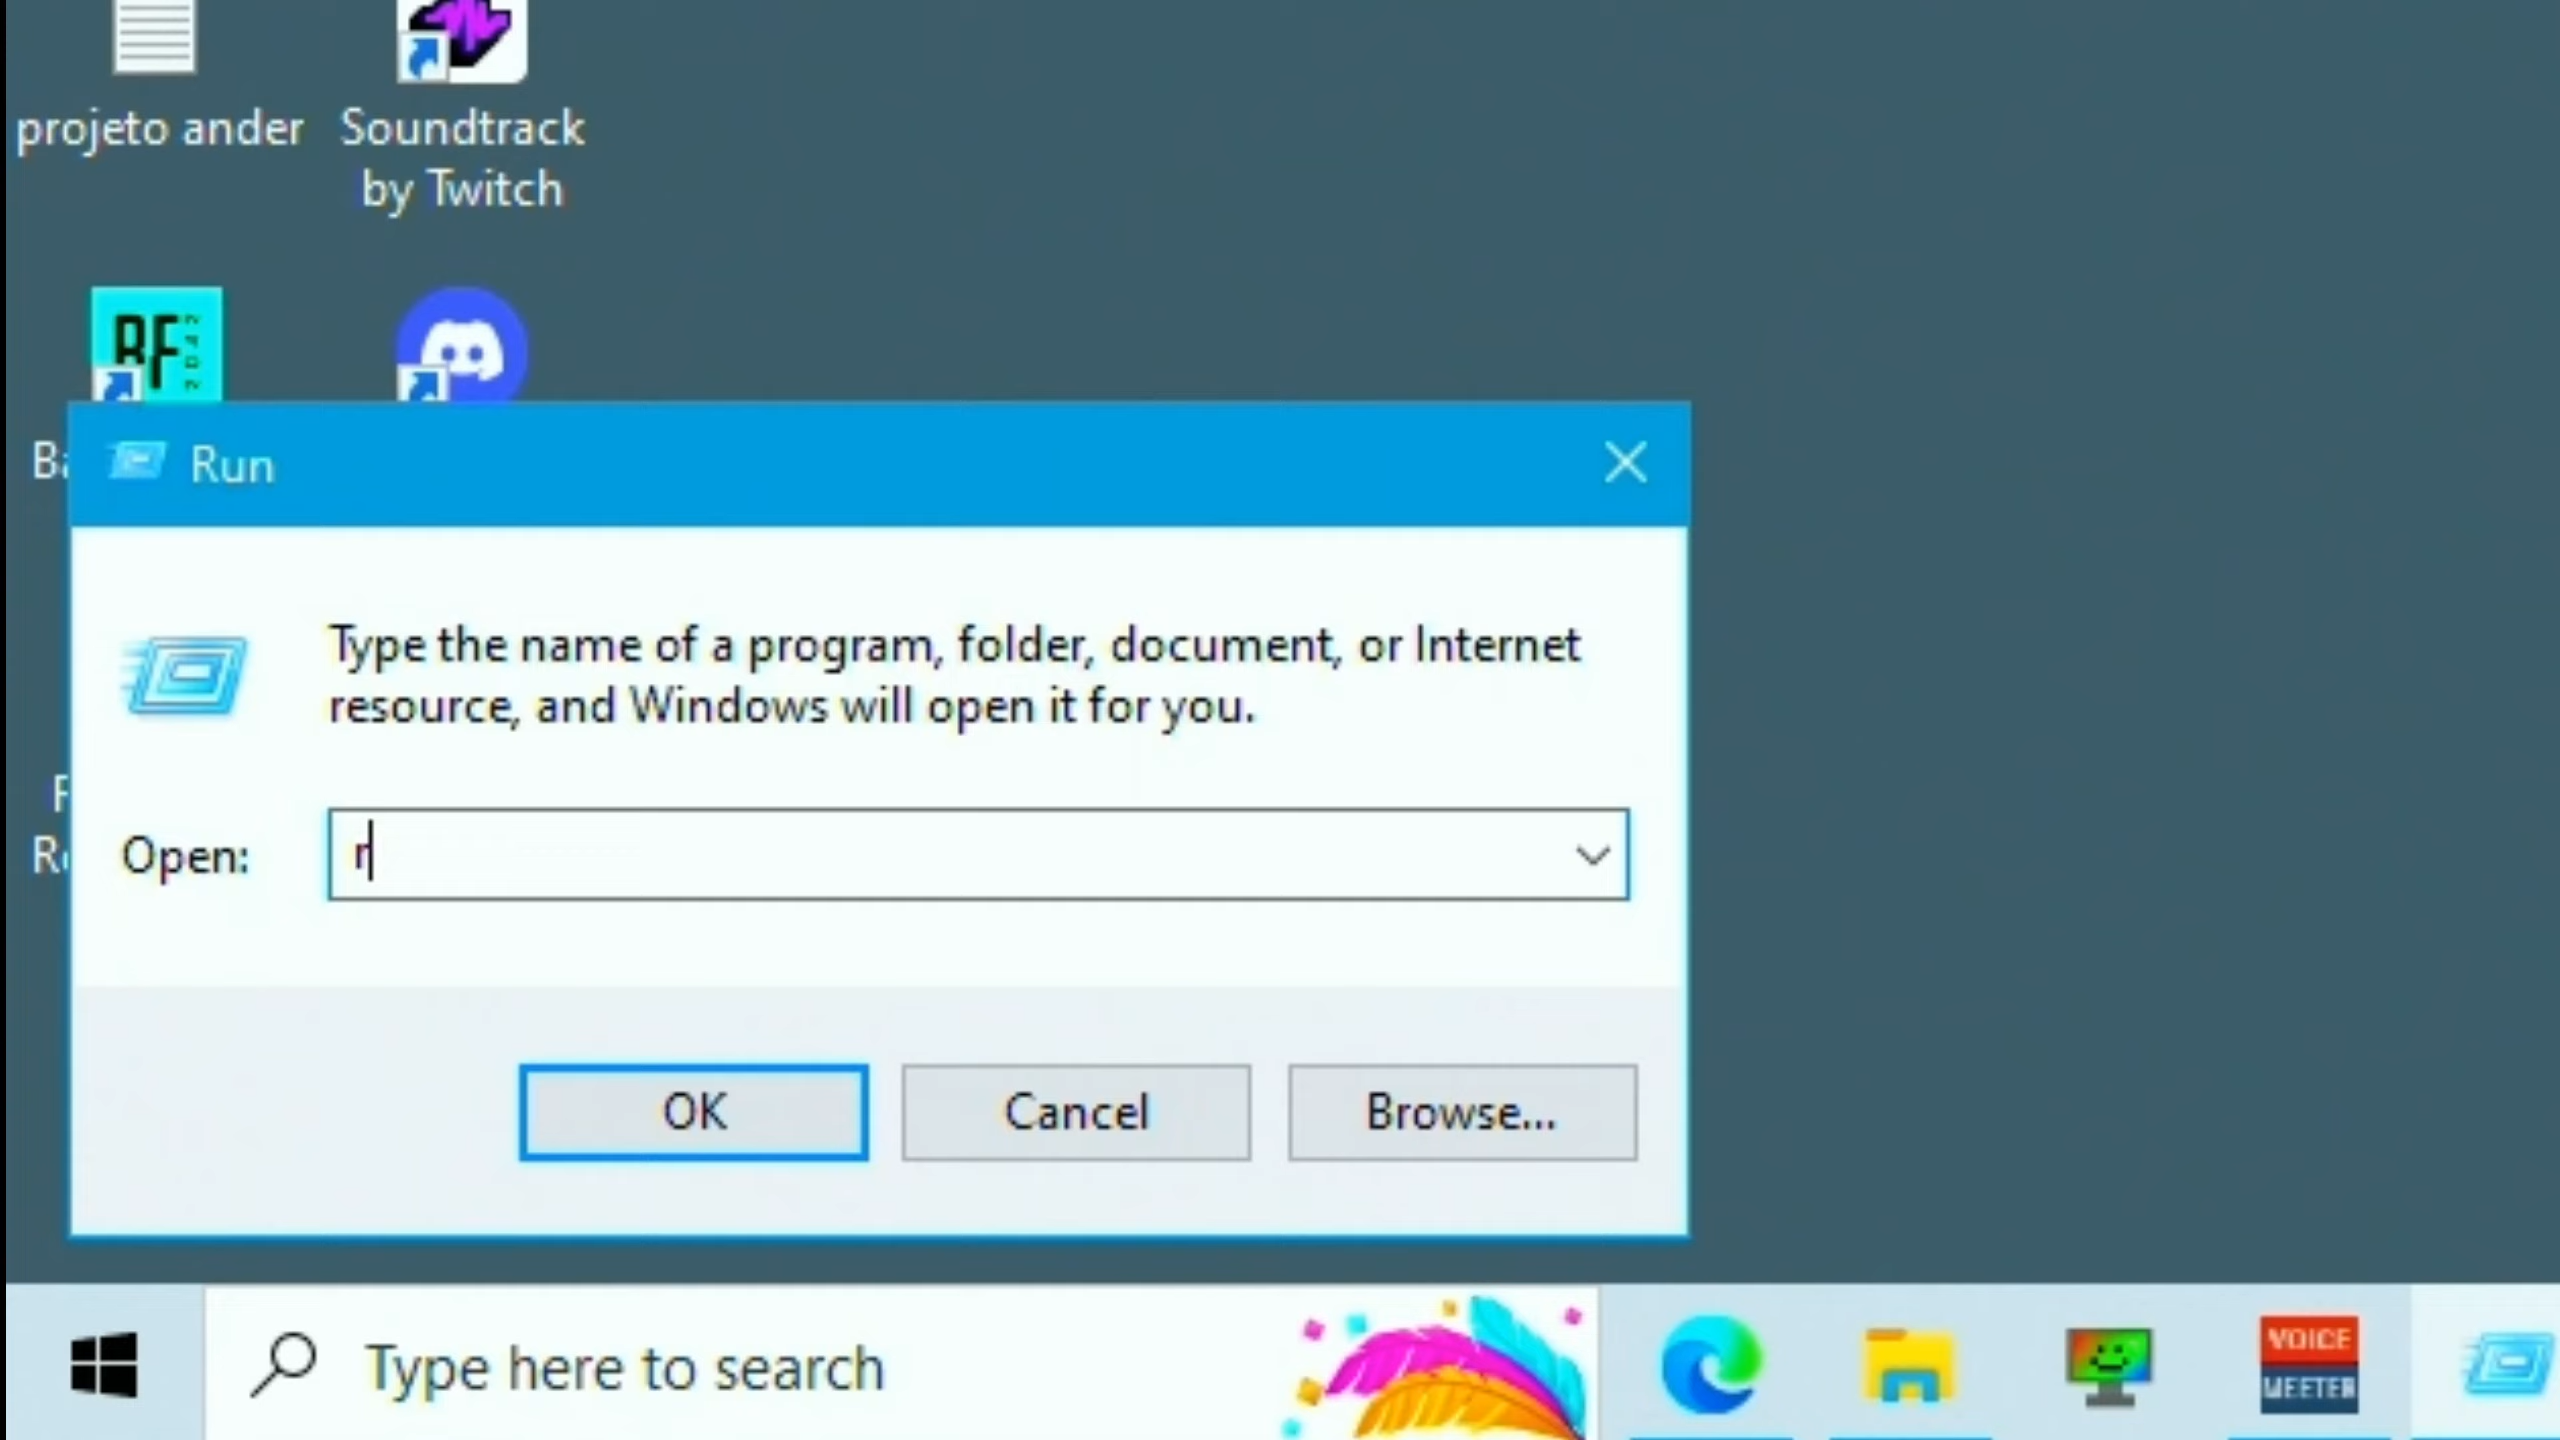 projeto ander
Soundtrack
by Twitch
BF
Run
Type the name of a program, folder, document, or Internet
resource, and Windows will open it for you.
Open:
r
OK
Cancel
Browse...
Type here to search
VOICE
MEETER